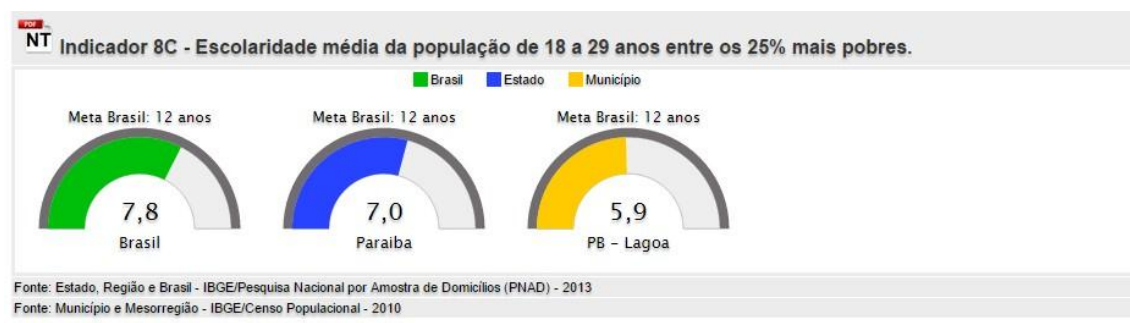 PDF
NT
Indicador 8C - Escolaridade média da população de 18 a 29 anos entre os 25% mais pobres.
Brasil Estado Município
Meta Brasil: 12 anos Meta Brasil: 12 anos Meta Brasil: 12 anos
7,8 7,0 5,9
Brasil Paraiba PB – Lagoa
Fonte: Estado, Região e Brasil - IBGE/Pesquisa Nacional por Amostra de Domicílios (PNAD) - 2013
Fonte: Município e Mesorregião - IBGE/Censo Populacional - 2010